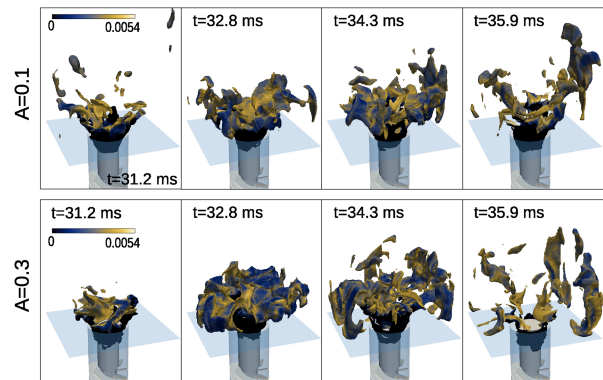 A=0.1
0 0.0054
t=31.2 ms
t=32.8 ms
t=34.3 ms
t=35.9 ms
A=0.3
t=31.2 ms
0 0.0054
t=32.8 ms
t=34.3 ms
t=35.9 ms